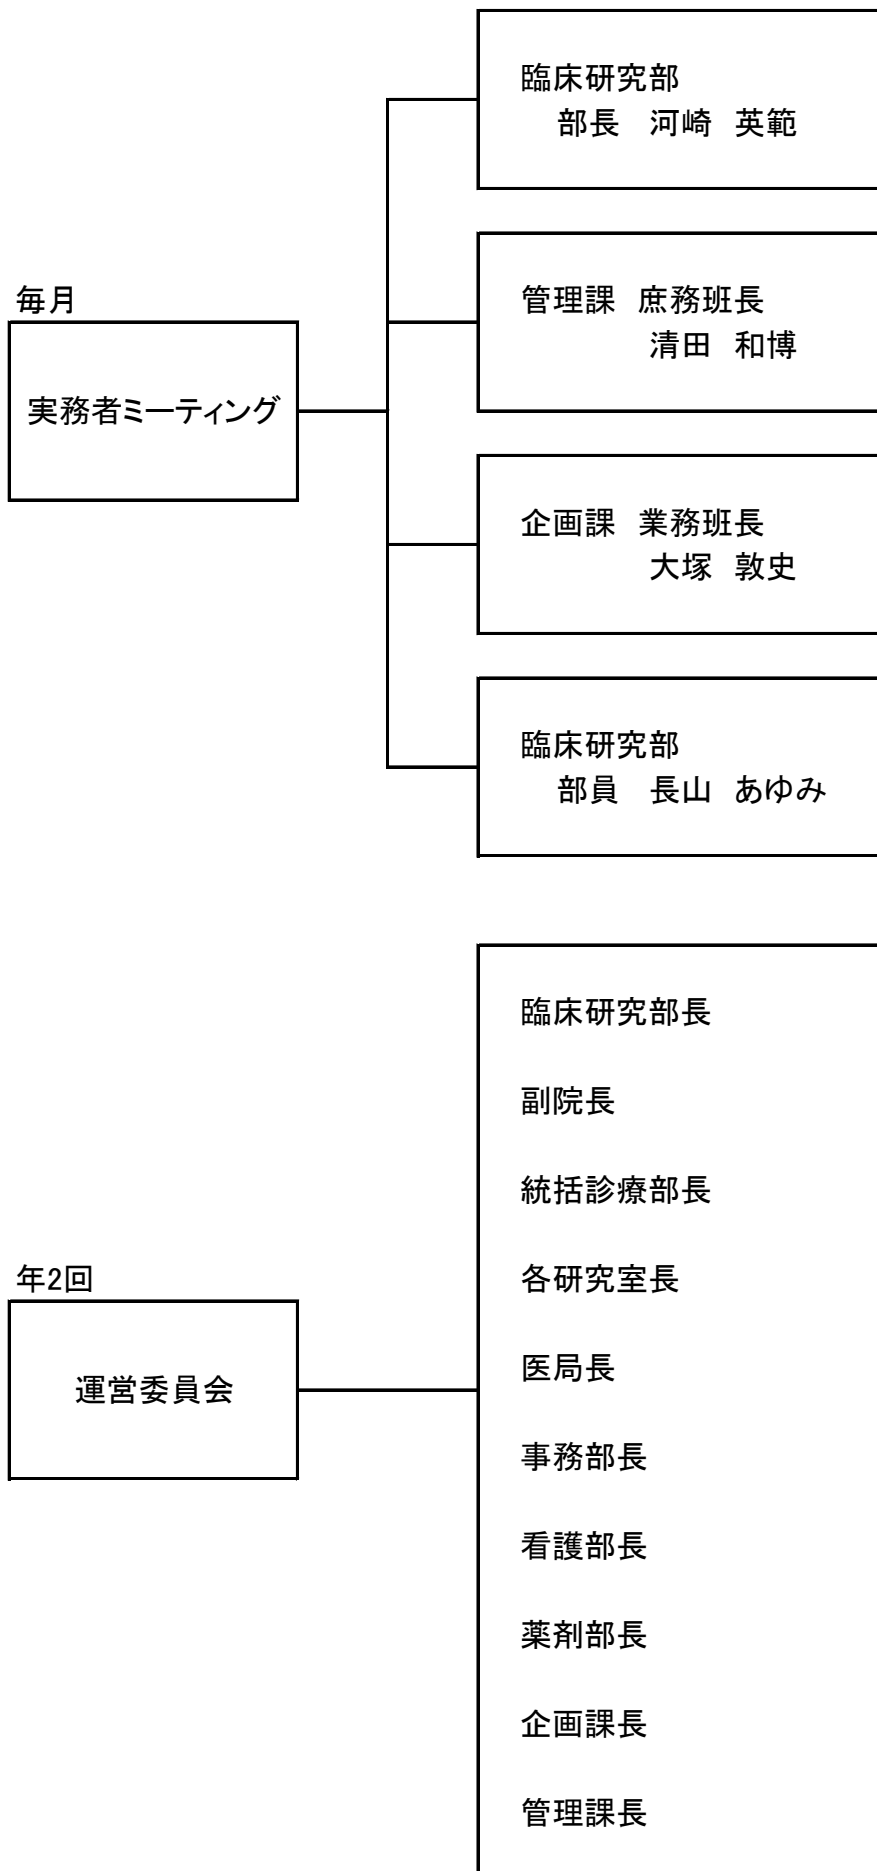 臨床研究部
部長　河崎　英範
管理課　庶務班長
清田　和博
毎月
実務者ミーティング
企画課　業務班長
大塚　敦史
臨床研究部
部員　長山　あゆみ
臨床研究部長
副院長
統括診療部長
各研究室長
年2回
運営委員会
医局長
事務部長
看護部長
薬剤部長
企画課長
管理課長